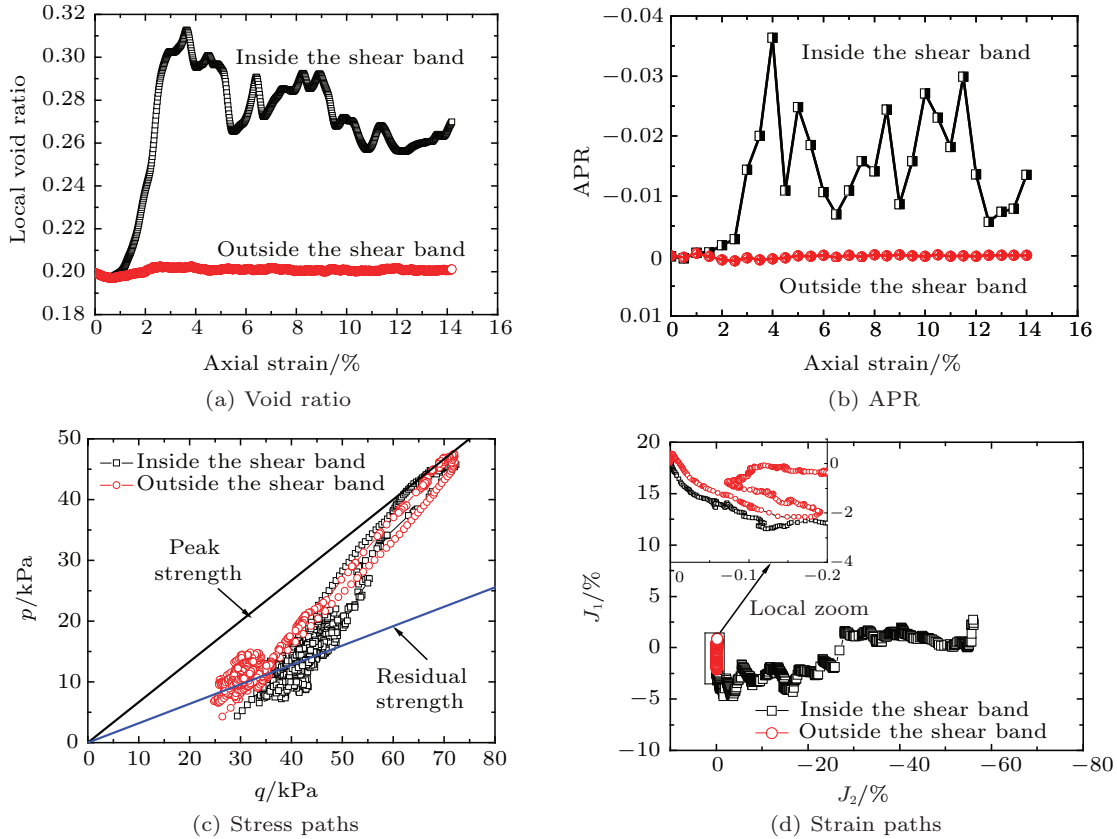 0.32
0.30
0.28
0.26
0.24
0.22
0.20
0.18
Local void ratio
Inside the shear band
Outside the shear band
0 2 4 6 8 10 12 14 16
Axial strain/%
(a) Void ratio
−0.04
−0.03
−0.02
−0.01
0
0.01
APR
Inside the shear band
Outside the shear band
0 2 4 6 8 10 12 14 16
Axial strain/%
(b) APR
50
40
30
20
10
0
p/kPa
Inside the shear band
Outside the shear band
Peak
strength
Residual
strength
0 10 20 30 40 50 60 70 80
q/kPa
(c) Stress paths
20
15
10
5
0
−5
−10
J1/%
0
−2
−4
0 −0.1 −0.2
Local zoom
Inside the shear band
Outside the shear band
0 −20 −40 −60 −80
J2/%
(d) Strain paths